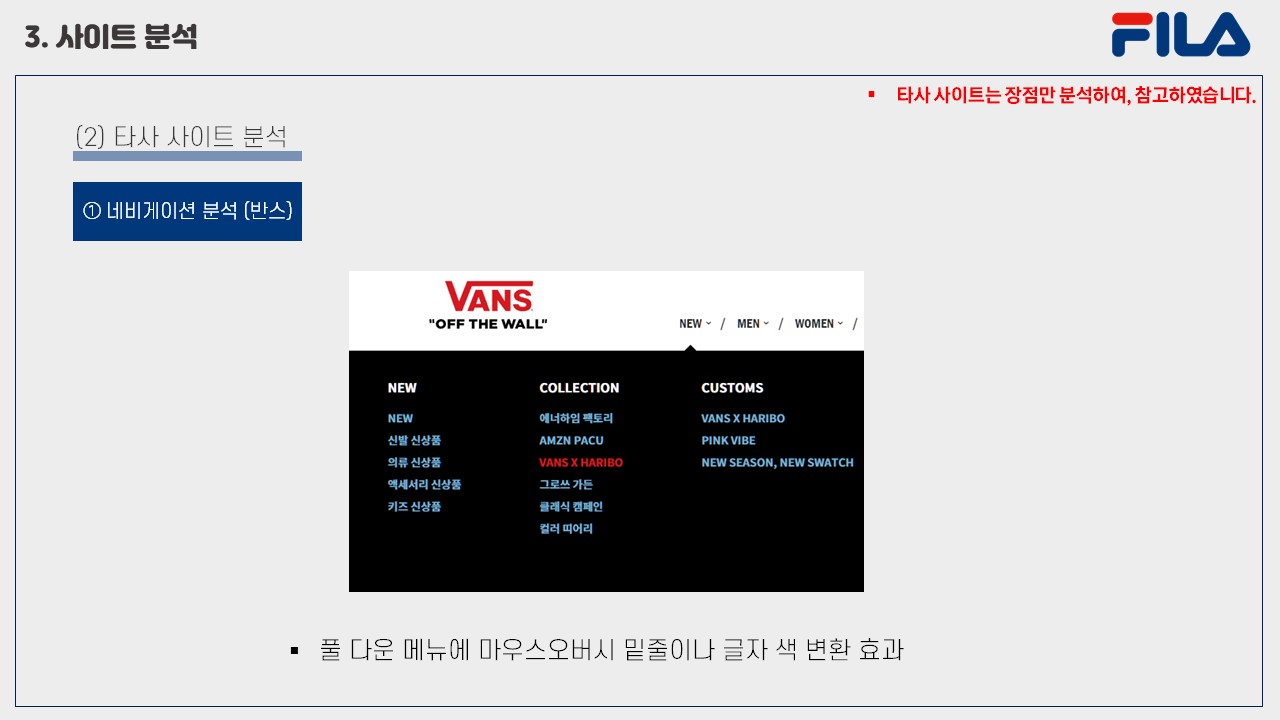 3. 사이트 분석
FILA
▪ 타사 사이트는 장점만 분석하여, 참고하였습니다.
(2) 타사 사이트 분석
① 네비게이션 분석 (반스)
VANS
"OFF THE WALL"
NEW / MEN / WOMEN /
NEW COLLECTION CUSTOMS
NEW 에너하임 팩토리 VANS X HARIBO
신발 신상품 AMZN PACU PINK VIBE
의류 신상품 VANS X HARIBO NEW SEASON, NEW SWATCH
액세서리 신상품 그로쓰 가든
키즈 신상품 클래식 캠페인
컬러 띠어리
▪ 풀 다운 메뉴에 마우스오버시 밑줄이나 글자 색 변환 효과